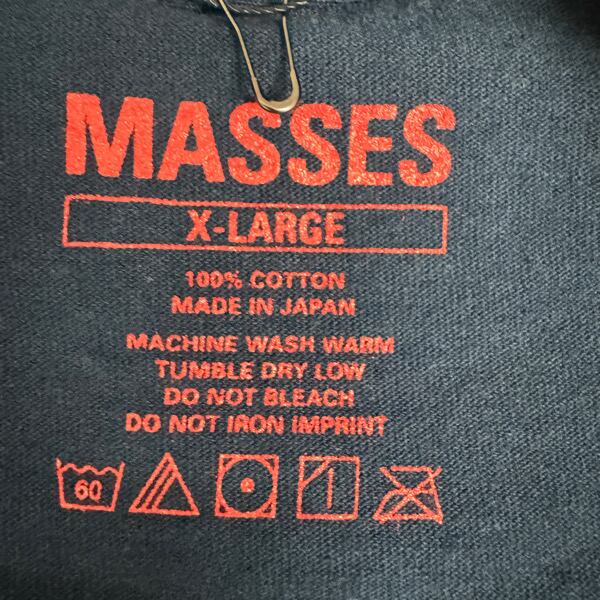 MASSES
X-LARGE
100% COTTON
MADE IN JAPAN
MACHINE WASH WARM
TUMBLE DRY LOW
DO NOT BLEACH
DO NOT IRON IMPRINT
60